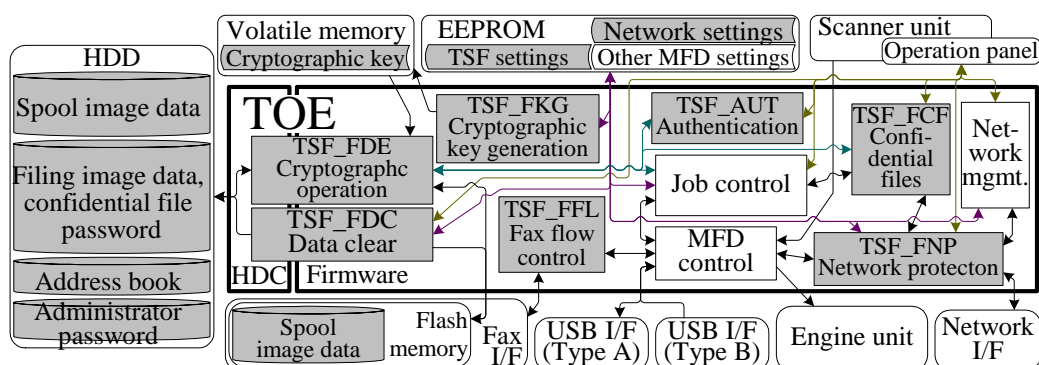 HDD
Spool image data
Filing image data,
confidential file
password
Address book
Administrator
password
Volatile memory
Cryptographic key
EEPROM
Network settings
TSF settings
Other MFD settings
Scanner unit
Operation panel
TOE
HDC
Firmware
TSF_FKG
Cryptographic
key generation
TSF_AUT
Authentication
TSF_FCF
Confi-
dential
files
Net-
work
mgmt.
TSF_FDE
Cryptographc
operation
Job control
TSF_FDC
Data clear
TSF_FFL
Fax flow
control
MFD
control
TSF_FNP
Network protecton
Spool
image data
Flash
memory
Fax
I/F
USB I/F
(Type A)
USB I/F
(Type B)
Engine unit
Network
I/F